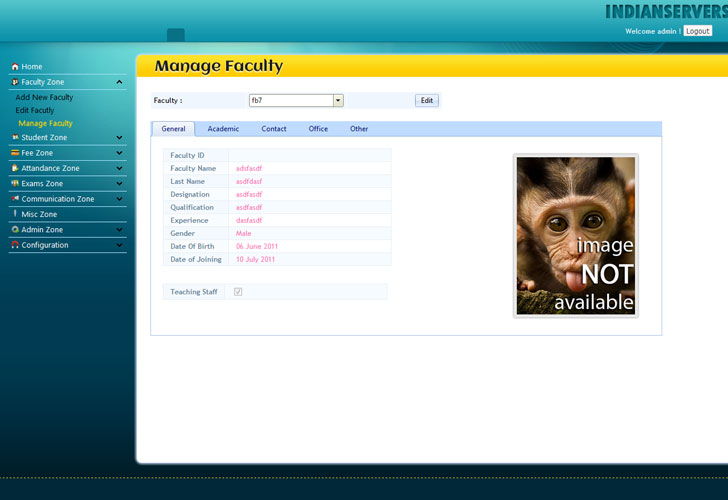 INDIANSERVERS
Welcome admin ! Logout
Home
Faculty Zone
Add New Faculty
Edit Facutly
Manage Faculty
Student Zone
Fee Zone
Attandance Zone
Exams Zone
Communication Zone
Misc Zone
Admin Zone
Configuration
Manage Faculty
Faculty : fb7 Edit
General Academic Contact Office Other
Faculty ID
Faculty Name adsfasdf
Last Name asdfdasf
Designation asdfasdf
Qualification asdfasdf
Experience dasfasdf
Gender Male
Date Of Birth 06 June 2011
Date of Joining 10 July 2011
Teaching Staff
image
NOT
available